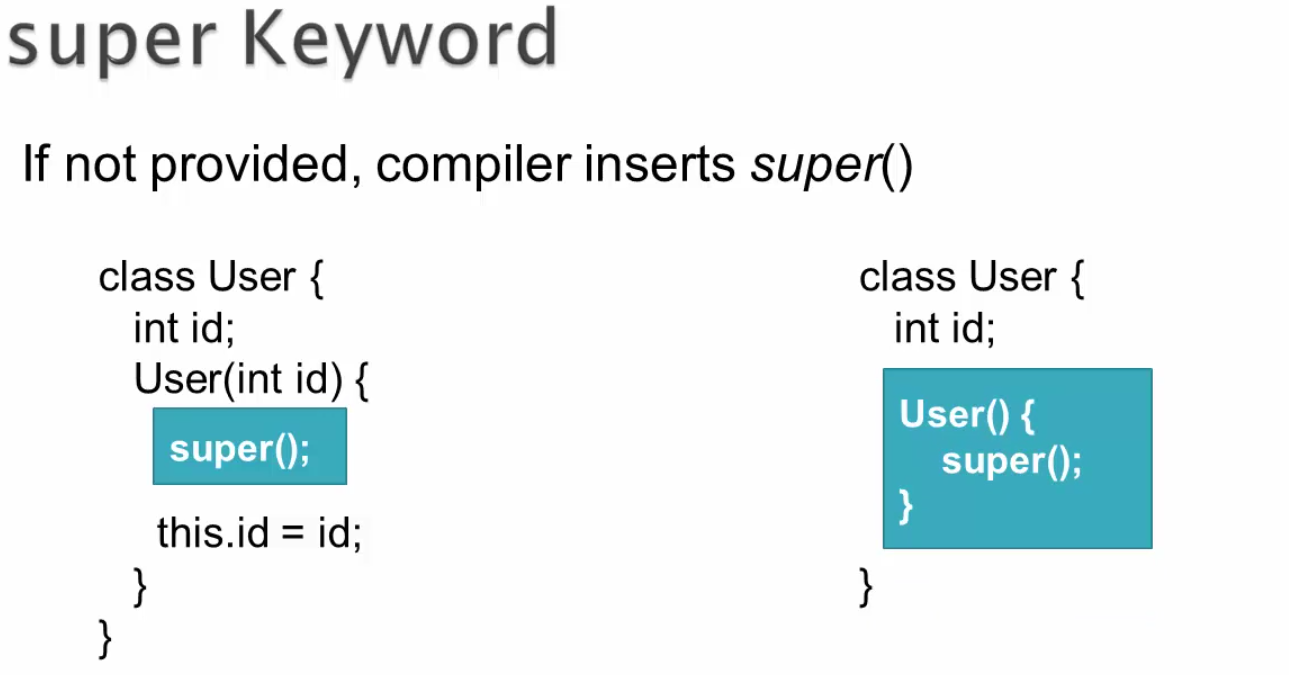 super Keyword
If not provided, compiler inserts super()
class User {
int id;
User(int id) {
super();
this.id = id;
}
}
class User {
int id;
User() {
super();
}
}